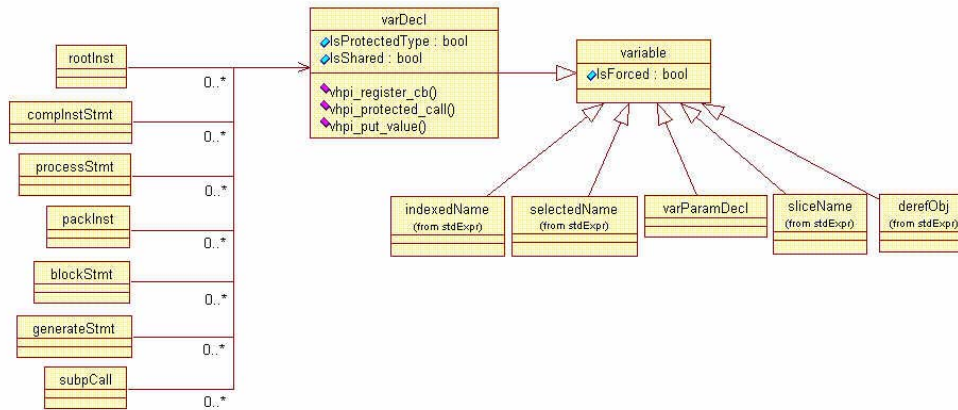 varDecl
IsProtectedType : bool
IsShared : bool
vhpi_register_cb()
vhpi_protected_call()
vhpi_put_value()
variable
IsForced : bool
rootInst
0..*
compInstStmt
0..*
processStmt
0..*
packInst
0..*
blockStmt
0..*
generateStmt
0..*
subpCall
0..*
indexedName
(from stdExpr)
selectedName
(from stdExpr)
varParamDecl
sliceName
(from stdExpr)
derefObj
(from stdExpr)